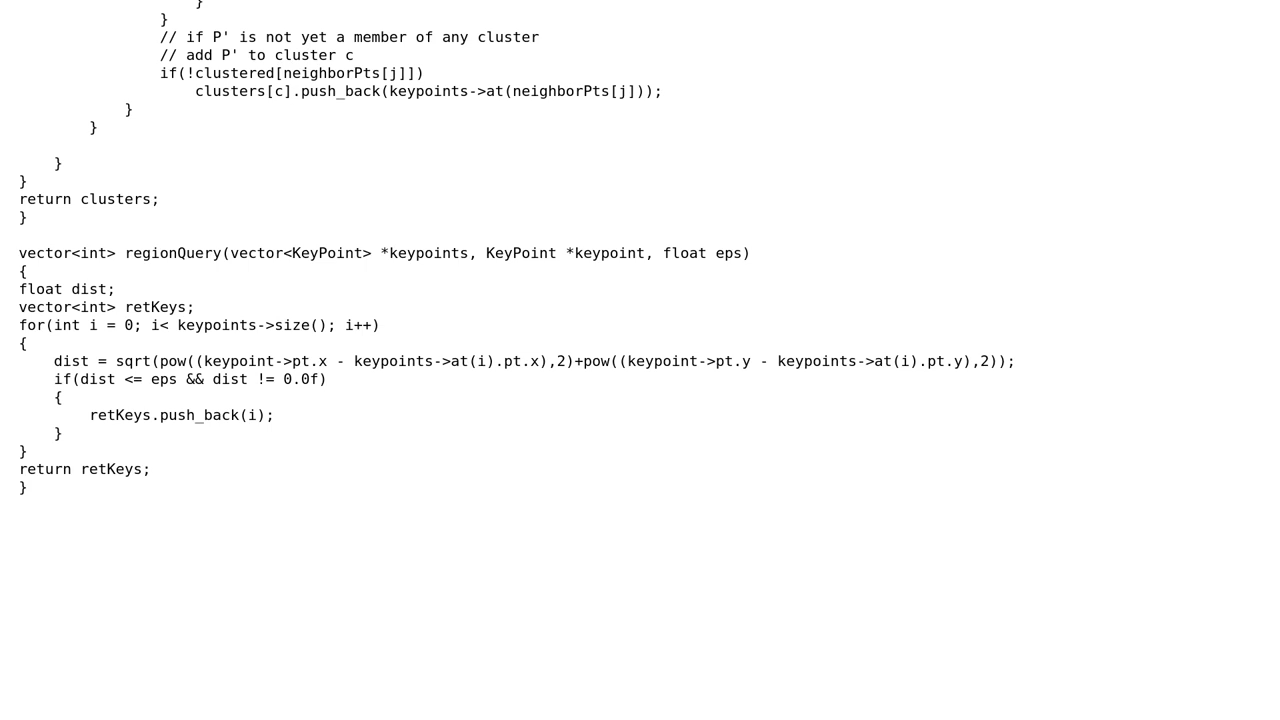 }
}
// if P' is not yet a member of any cluster
// add P' to cluster c
if(!clustered[neighborPts[j]])
clusters[c].push_back(keypoints->at(neighborPts[j]));
}
}
}
}
return clusters;
}
vector<int> regionQuery(vector<KeyPoint> *keypoints, KeyPoint *keypoint, float eps)
{
float dist;
vector<int> retKeys;
for(int i = 0; i< keypoints->size(); i++)
{
dist = sqrt(pow((keypoint->pt.x - keypoints->at(i).pt.x),2)+pow((keypoint->pt.y - keypoints->at(i).pt.y),2));
if(dist <= eps && dist != 0.0f)
{
retKeys.push_back(i);
}
}
return retKeys;
}